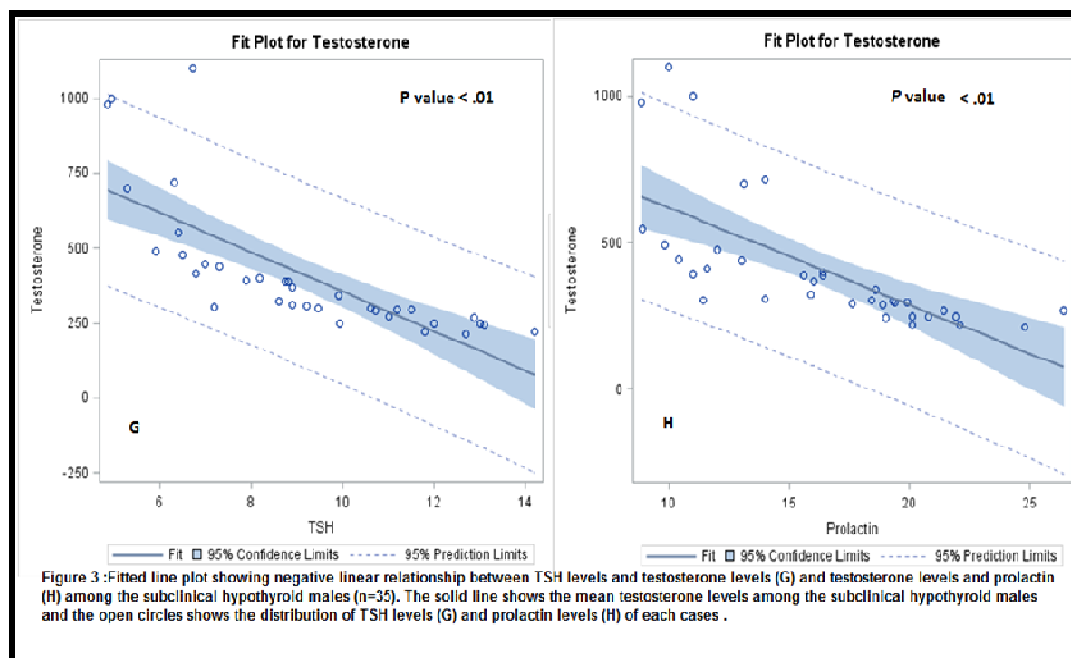 Fit Plot for Testosterone
P value < .01
1000
750
500
250
0
-250
Testosterone
G
6
8
10
12
14
TSH
Fit
95% Confidence Limits
95% Prediction Limits
Fit Plot for Testosterone
P value < .01
1000
500
0
Testosterone
H
10
15
20
25
Prolactin
Fit
95% Confidence Limits
95% Prediction Limits
Figure 3 :Fitted line plot showing negative linear relationship between TSH levels and testosterone levels (G) and testosterone levels and prolactin
(H) among the subclinical hypothyroid males (n=35). The solid line shows the mean testosterone levels among the subclinical hypothyroid males
and the open circles shows the distribution of TSH levels (G) and prolactin levels (H) of each cases .